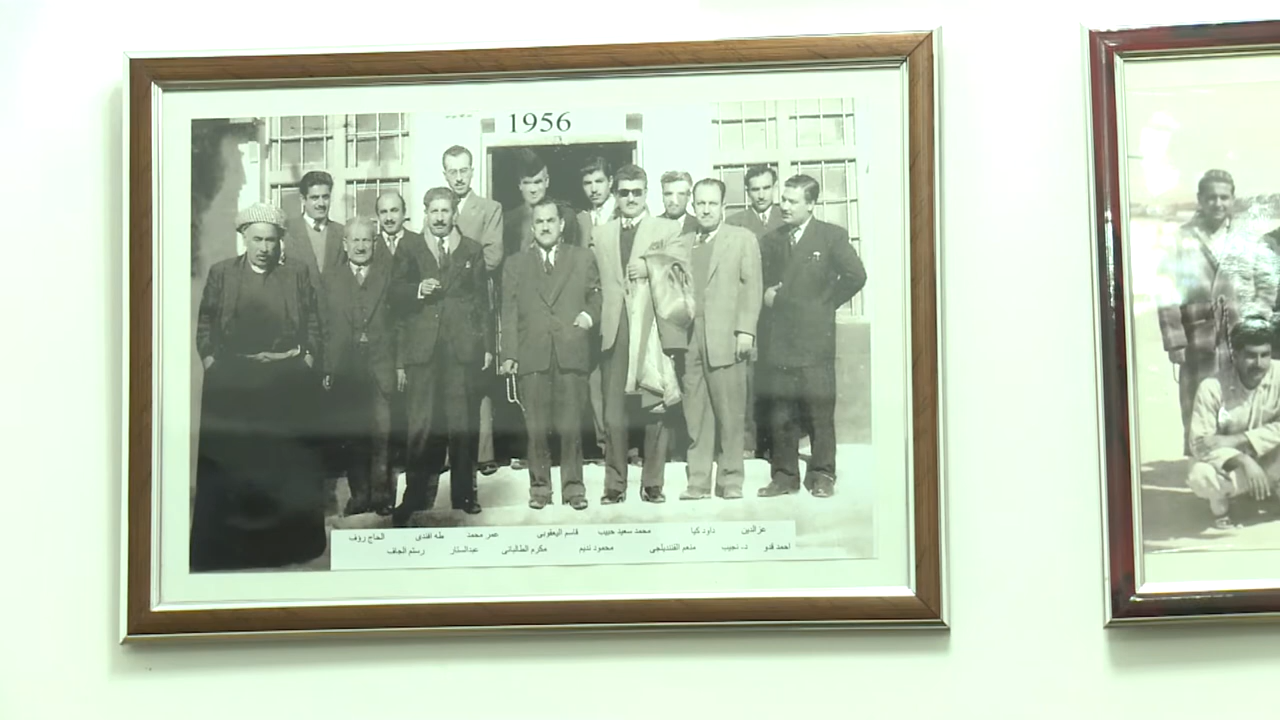 1956
عزالدين داود كيا محمد سعيد حبيب قاسم اليعقوبي عمر محمد طه افندي الحاج رؤف
احمد قدو د. نجيب منعم القنديلجي محمود نديم مكرم الطالباني عبدالستار رستم الجاف